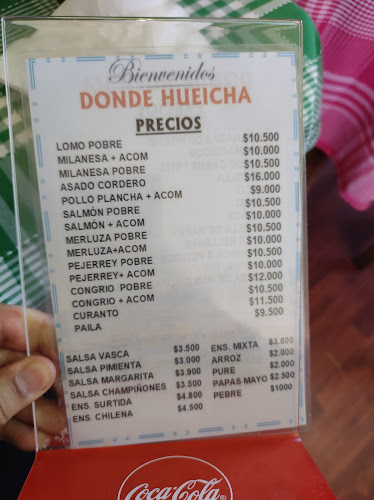 Bienvenidos
DONDE HUEICHA
PRECIOS
LOMO POBRE $10.500
MILANESA + ACOM $10.000
MILANESA POBRE $10.500
ASADO CORDERO $16.000
POLLO PLANCHA + ACOM $9.000
SALMÓN POBRE $10.500
SALMÓN + ACOM $10.000
MERLUZA POBRE $10.500
MERLUZA+ACOM $10.000
PEJERREY POBRE $10.500
PEJERREY+ ACOM $10.000
CONGRIO POBRE $12.000
CONGRIO + ACOM $10.500
CURANTO $11.500
PAILA $9.500
SALSA VASCA $3.500 ENS. MIXTA $3.800
SALSA PIMIENTA $3.000 ARROZ $2.000
SALSA MARGARITA $3.900 PURE $2.000
SALSA CHAMPIÑONES $3.500 PAPAS MAYO $2.500
ENS. SURTIDA $4.800 PEBRE $1000
ENS. CHILENA $4.500
Coca-Cola